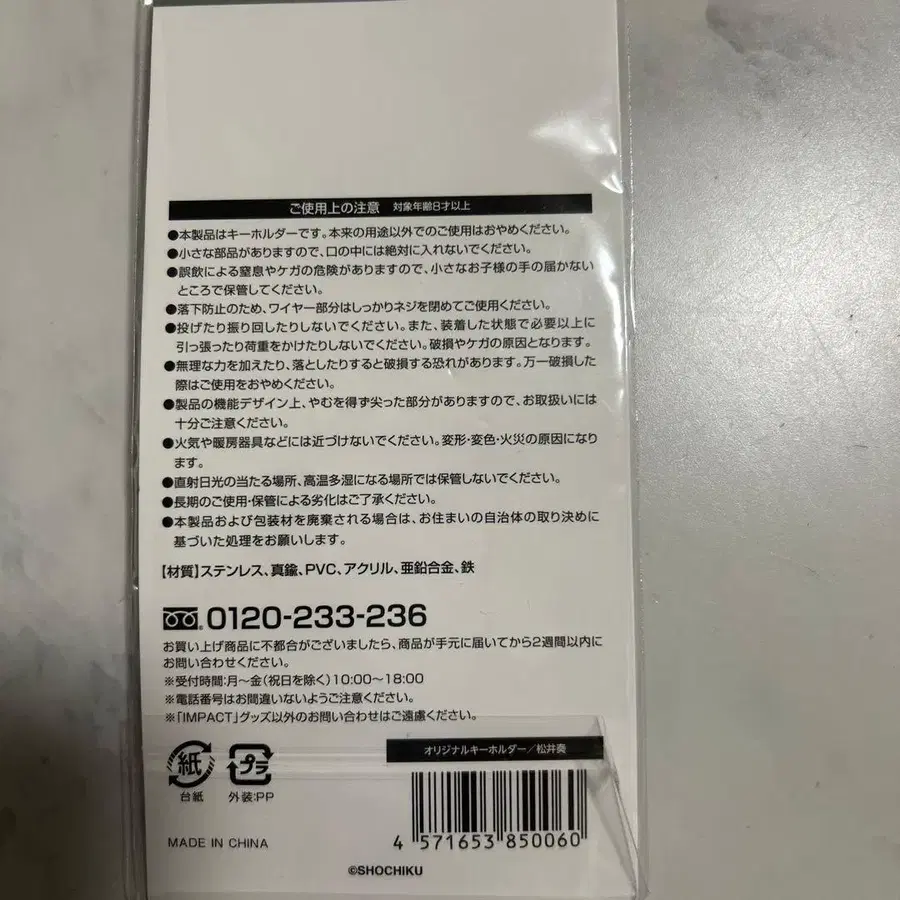 ご使用上の注意 対象年齢8才以上
●本製品はキーホルダーです。本来の用途以外でのご使用はおやめください。
●小さな部品がありますので、口の中には絶対に入れないでください。
●誤飲による窒息やケガの危険がありますので、小さなお子様の手の届かない
ところで保管してください。
●落下防止のため、ワイヤー部分はしっかりネジを閉めてご使用ください。
●投げたり振り回したりしないでください。また、装着した状態で必要以上に
引っ張ったり荷重をかけたりしないでください。破損やケガの原因となります。
●無理な力を加えたり、落としたりすると破損する恐れがあります。万一破損した
際はご使用をおやめください。
●製品の機能デザイン上、やむを得ず尖った部分がありますので、お取扱いには
十分ご注意ください。
●火気や暖房器具などには近づけないでください。変形・変色・火災の原因になり
ます。
●直射日光の当たる場所、高温多湿になる場所では保管しないでください。
●長期のご使用・保管による劣化はご了承ください。
●本製品および包装材を廃棄される場合は、お住まいの自治体の取り決めに
基づいた処理をお願いします。
【材質】ステンレス、真鍮、PVC、アクリル、亜鉛合金、鉄
0120-233-236
お買い上げ商品に不都合がございましたら、商品が手元に届いてから2週間以内に
お問い合わせください。
※受付時間:月～金(祝日を除く)10:00～18:00
※電話番号はお間違いないようご注意ください。
※「IMPACT」グッズ以外のお問い合わせはご遠慮ください。
オリジナルキーホルダー/松井奏
紙 プラ
台紙 外装:PP
MADE IN CHINA
4 571653 850060
©SHOCHIKU